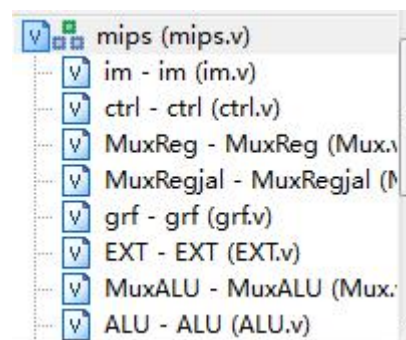 mips (mips.v)
im - im (im.v)
ctrl - ctrl (ctrl.v)
MuxReg - MuxReg (Mux.v
MuxRegjal - MuxRegjal (
grf - grf (grf.v)
EXT - EXT (EXT.v)
MuxALU - MuxALU (Mux.
ALU - ALU (ALU.v)